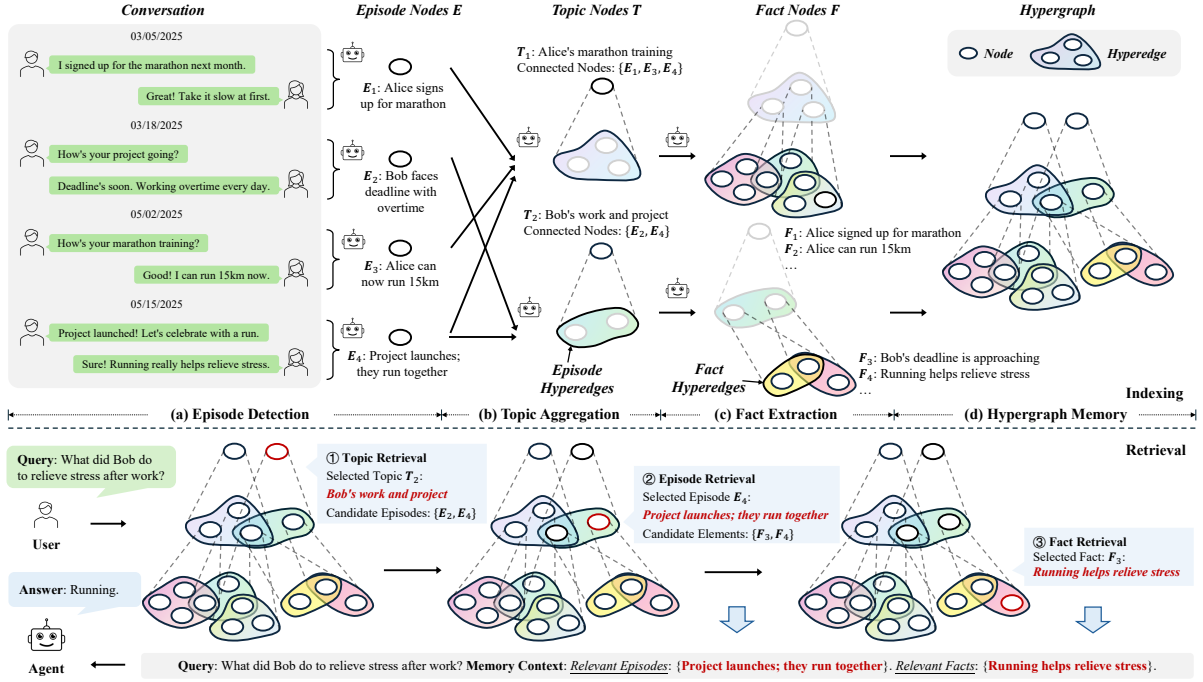 Conversation
Episode Nodes E
Topic Nodes T
Fact Nodes F
Hypergraph
03/05/2025
I signed up for the marathon next month.
Great! Take it slow at first.
03/18/2025
How's your project going?
Deadline's soon. Working overtime every day.
05/02/2025
How's your marathon training?
Good! I can run 15km now.
05/15/2025
Project launched! Let's celebrate with a run.
Sure! Running really helps relieve stress.
E1: Alice signs
up for marathon
E2: Bob faces
deadline with
overtime
E3: Alice can
now run 15km
E4: Project launches;
they run together
T1: Alice's marathon training
Connected Nodes: {E1, E3, E4}
T2: Bob's work and project
Connected Nodes: {E2, E4}
Episode
Hyperedges
F1: Alice signed up for marathon
F2: Alice can run 15km
...
Fact
Hyperedges
F3: Bob's deadline is approaching
F4: Running helps relieve stress
...
Node
Hyperedge
Indexing
(a) Episode Detection
(b) Topic Aggregation
(c) Fact Extraction
(d) Hypergraph Memory
Retrieval
Query: What did Bob do
to relieve stress after work?
User
Answer: Running.
Agent
① Topic Retrieval
Selected Topic T2:
Bob's work and project
Candidate Episodes: {E2, E4}
② Episode Retrieval
Selected Episode E4:
Project launches; they run together
Candidate Elements: {F3, F4}
③ Fact Retrieval
Selected Fact: F3:
Running helps relieve stress
Query: What did Bob do to relieve stress after work? Memory Context: Relevant Episodes: {Project launches; they run together}. Relevant Facts: {Running helps relieve stress}.